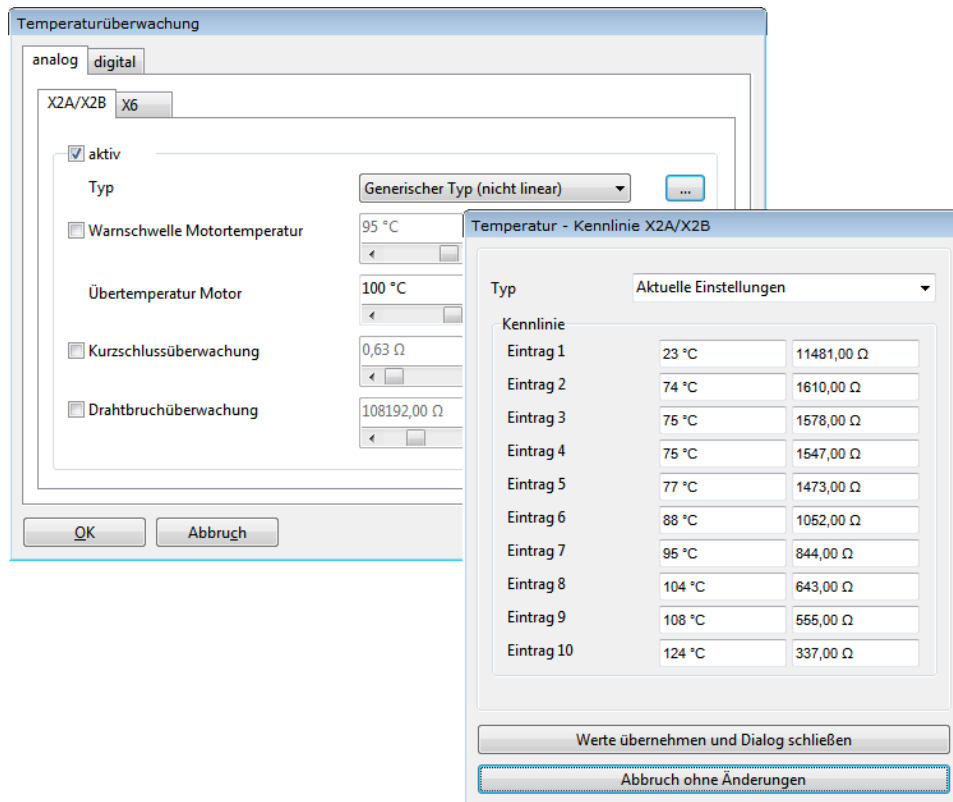 Temperaturüberwachung
analog digital
X2A/X2B X6
aktiv
Typ Generischer Typ (nicht linear) ...
Warnschwelle Motortemperatur 95 °C
Übertemperatur Motor 100 °C
Kurzschlussüberwachung 0,63 Ω
Drahtbruchüberwachung 108192,00 Ω
OK Abbruch
Temperatur - Kennlinie X2A/X2B
Typ Aktuelle Einstellungen
Kennlinie
Eintrag 1 23 °C 11481,00 Ω
Eintrag 2 74 °C 1610,00 Ω
Eintrag 3 75 °C 1578,00 Ω
Eintrag 4 75 °C 1547,00 Ω
Eintrag 5 77 °C 1473,00 Ω
Eintrag 6 88 °C 1052,00 Ω
Eintrag 7 95 °C 844,00 Ω
Eintrag 8 104 °C 643,00 Ω
Eintrag 9 108 °C 555,00 Ω
Eintrag 10 124 °C 337,00 Ω
Werte übernehmen und Dialog schließen
Abbruch ohne Änderungen